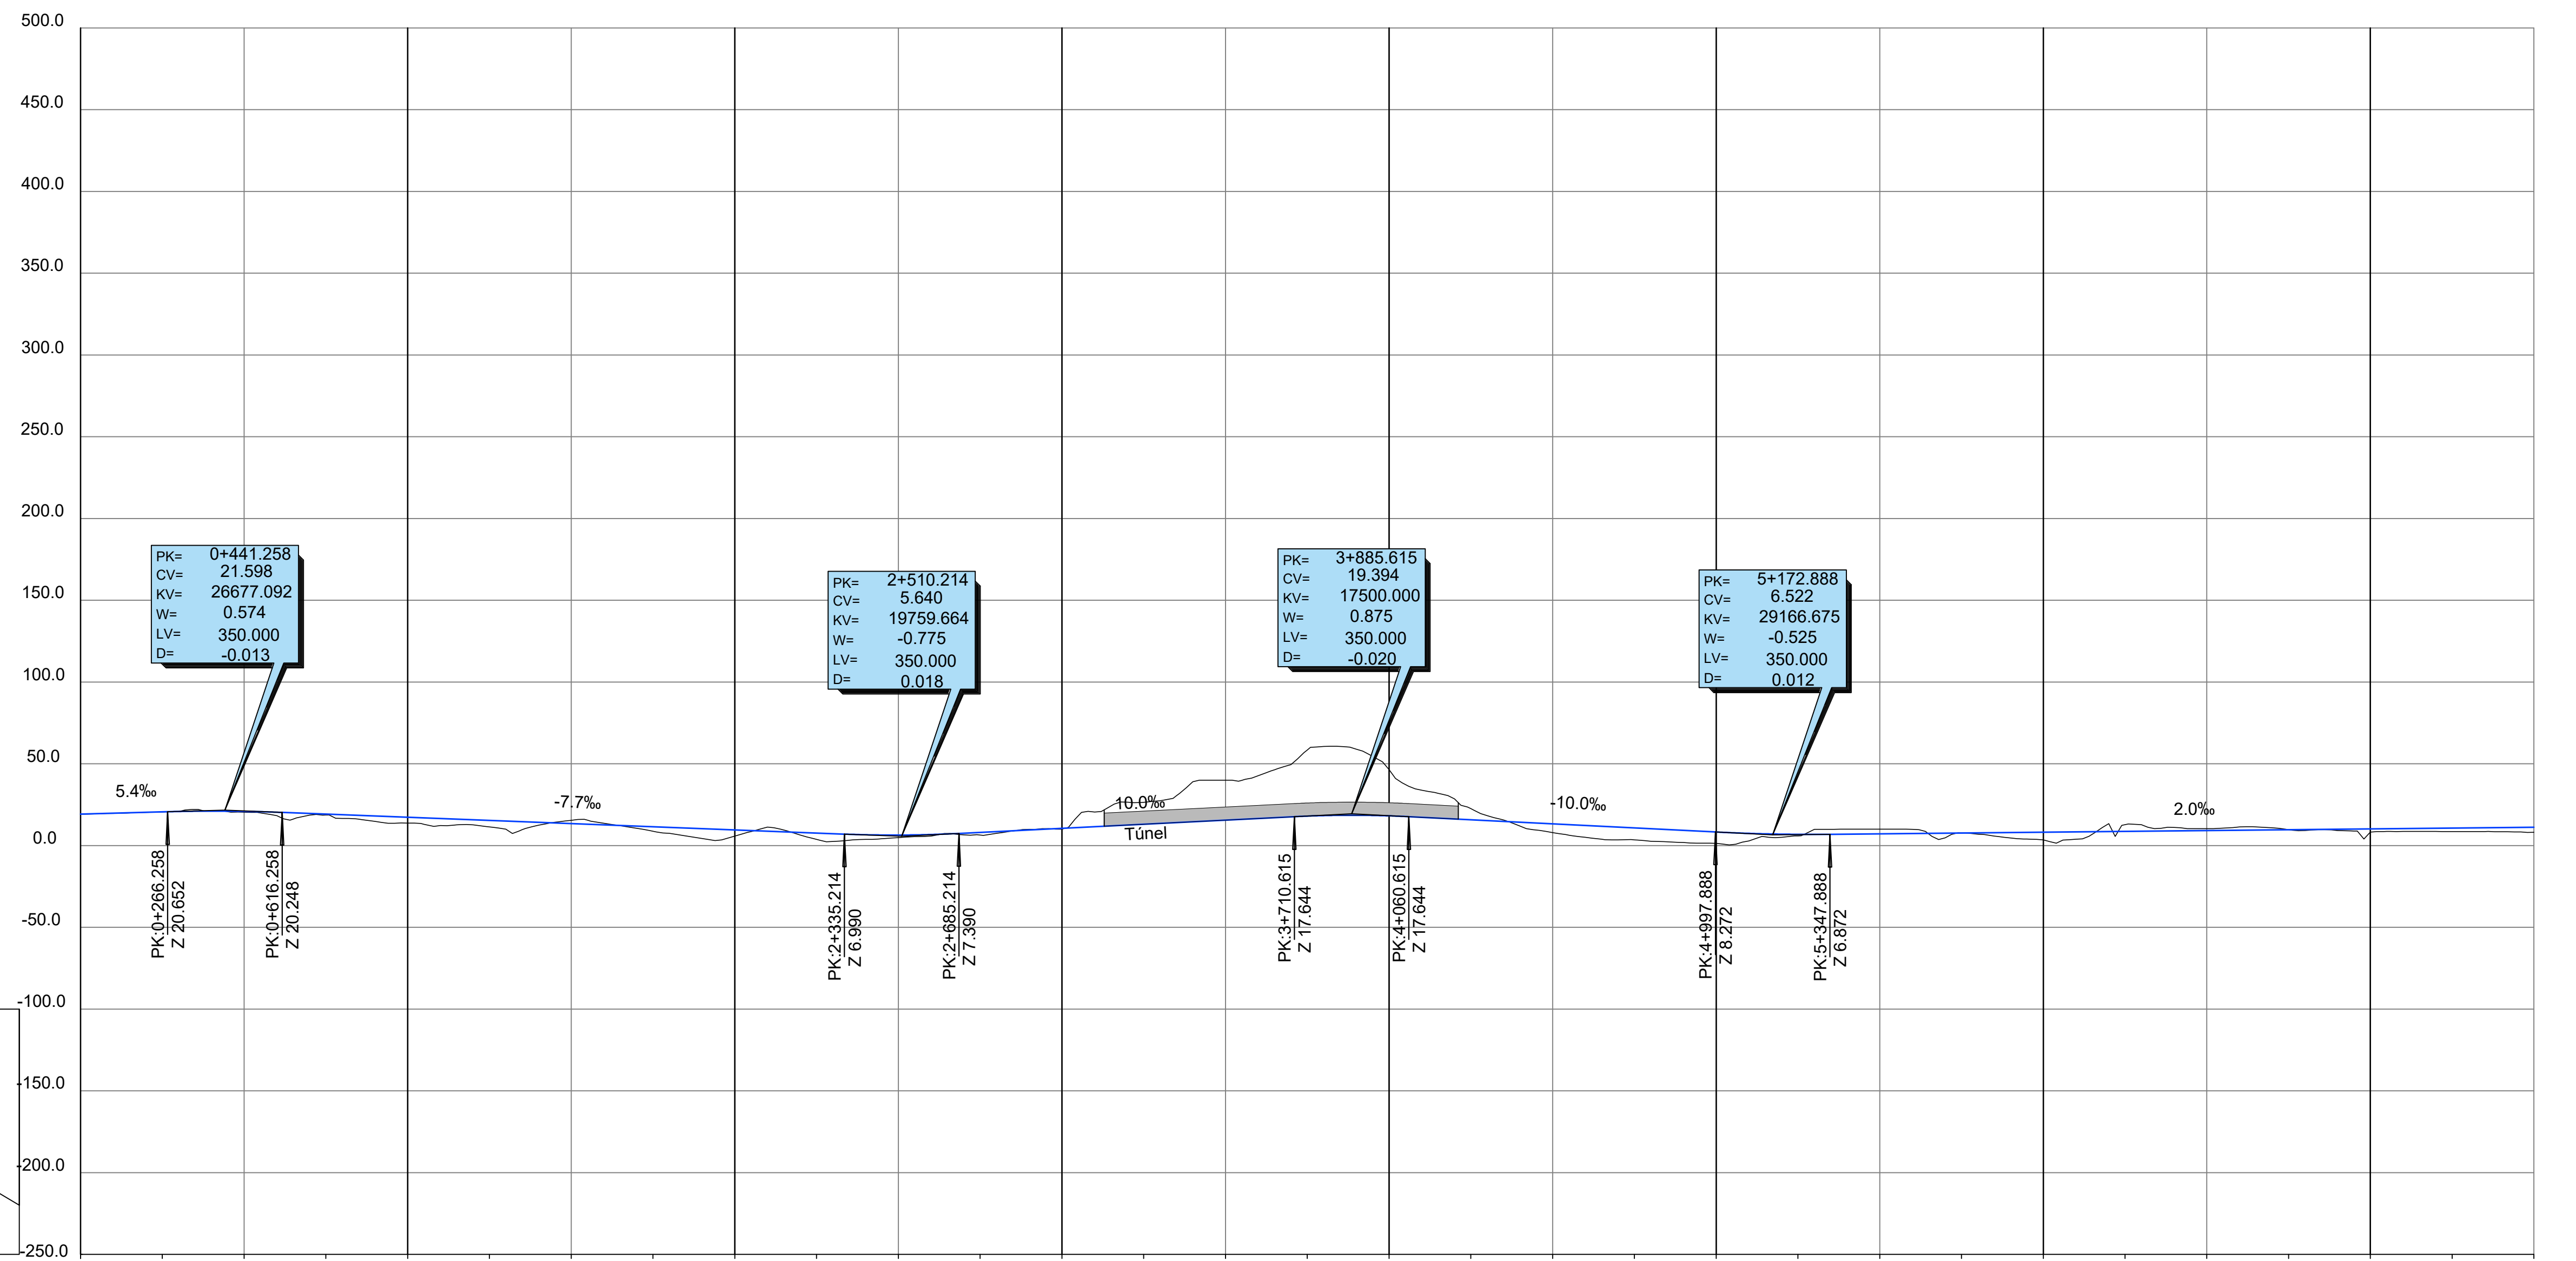 500.0
450.0
400.0
350.0
300.0
250.0
200.0
150.0
100.0
50.0
0.0
-50.0
-100.0
-150.0
-200.0
-250.0
PK= 0+441.258
CV= 21.598
KV= 26677.092
W= 0.574
LV= 350.000
D= -0.013
PK= 2+510.214
CV= 5.640
KV= 19759.664
W= -0.775
LV= 350.000
D= 0.018
PK= 3+885.615
CV= 19.394
KV= 17500.000
W= 0.875
LV= 350.000
D= -0.020
PK= 5+172.888
CV= 6.522
KV= 29166.675
W= -0.525
LV= 350.000
D= 0.012
5.4‰
-7.7‰
10.0‰
Túnel
-10.0‰
2.0‰
PK:0+266.258
Z 20.652
PK:0+616.258
Z 20.248
PK:2+335.214
Z 6.990
PK:2+685.214
Z 7.390
PK:3+710.615
Z 17.644
PK:4+060.615
Z 17.644
PK:4+997.888
Z 8.272
PK:5+347.888
Z 6.872